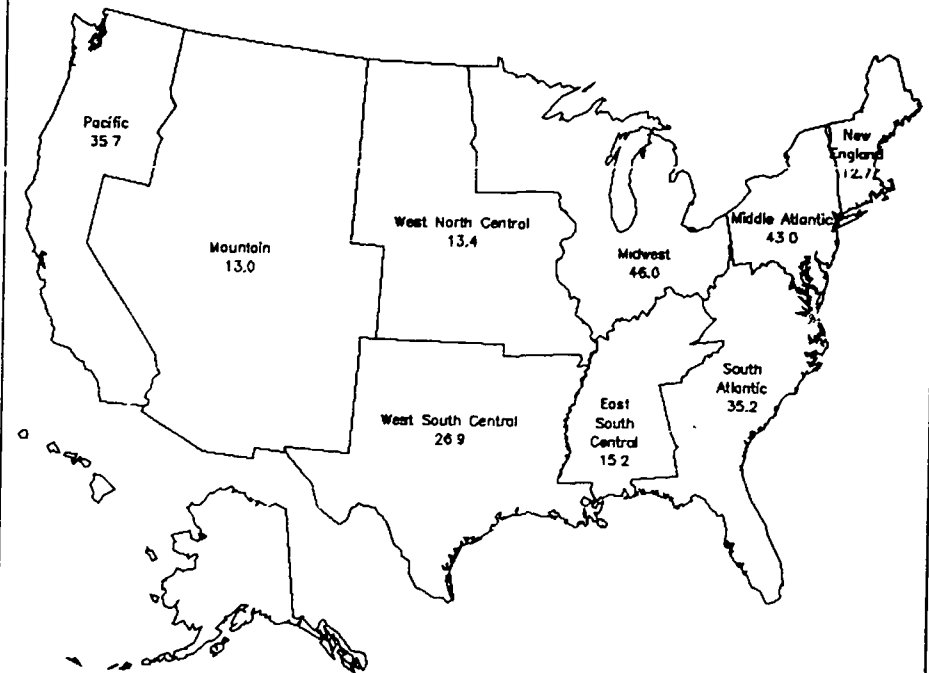 Pacific
35 7
Mountain
13.0
West North Central
13.4
Midwest
46.0
New
England
12.7
Middle Atlantic
43 0
South
Atlantic
35.2
East
South
Central
15 2
West South Central
26 9